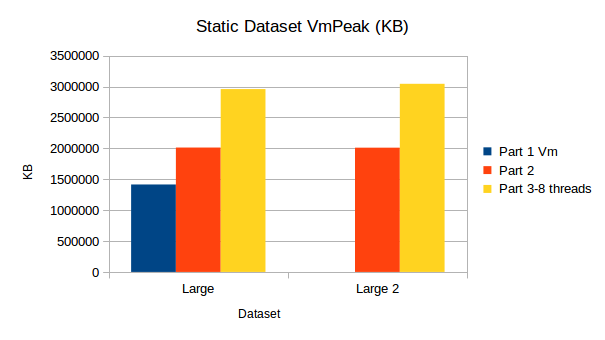 Static Dataset VmPeak (KB)
3500000
3000000
2500000
2000000
1500000
1000000
500000
0
KB
Large
Large 2
Dataset
Part 1 Vm
Part 2
Part 3-8 threads